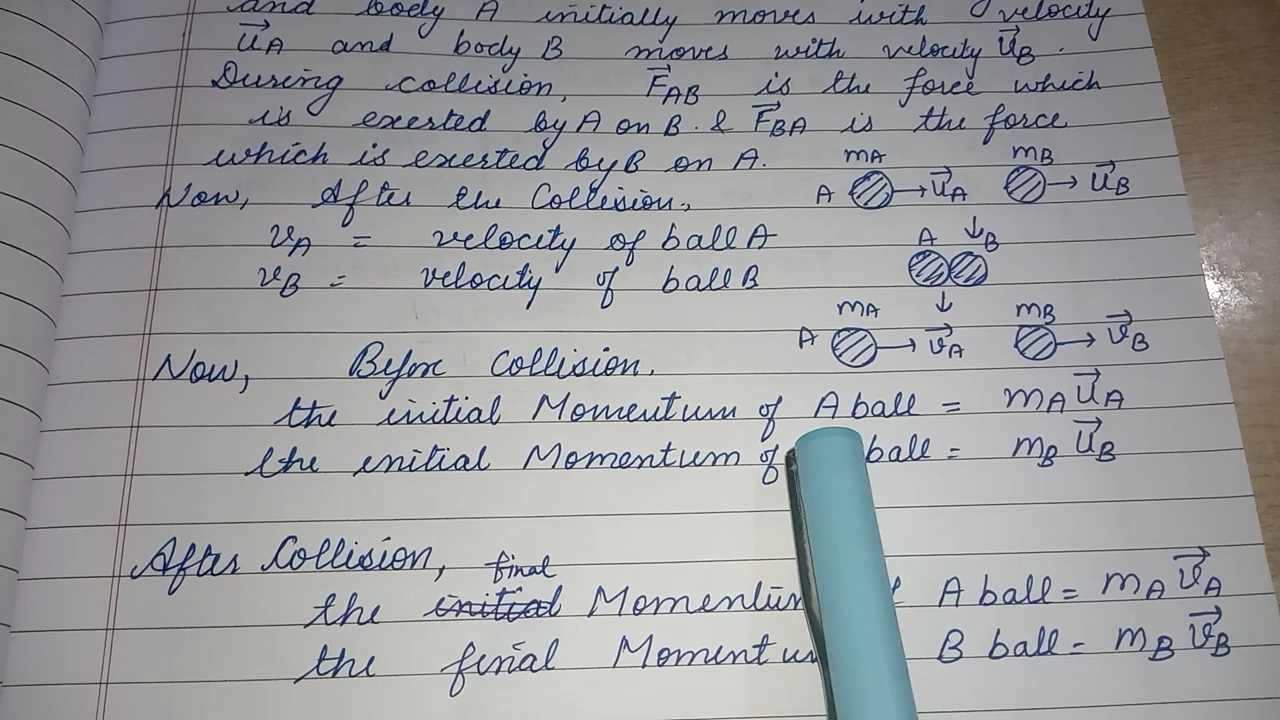 and body A initially moves with velocity
u⃗A and body B moves with velocity u⃗B.
During collision, F⃗AB is the force which
is exerted by A on B. & F⃗BA is the force
which is exerted by B on A.
mA mB
A u⃗A u⃗B
Now, After the Collision,
vA = velocity of ball A
A B
vB = velocity of ball B
mA mB
A v⃗A v⃗B
Now, Before Collision.
the initial Momentum of A ball = mA u⃗A
the initial Momentum of ball = mB u⃗B
After Collision, final
the initial Momentum A ball = mA v⃗A
the final Momentu B ball = mB v⃗B